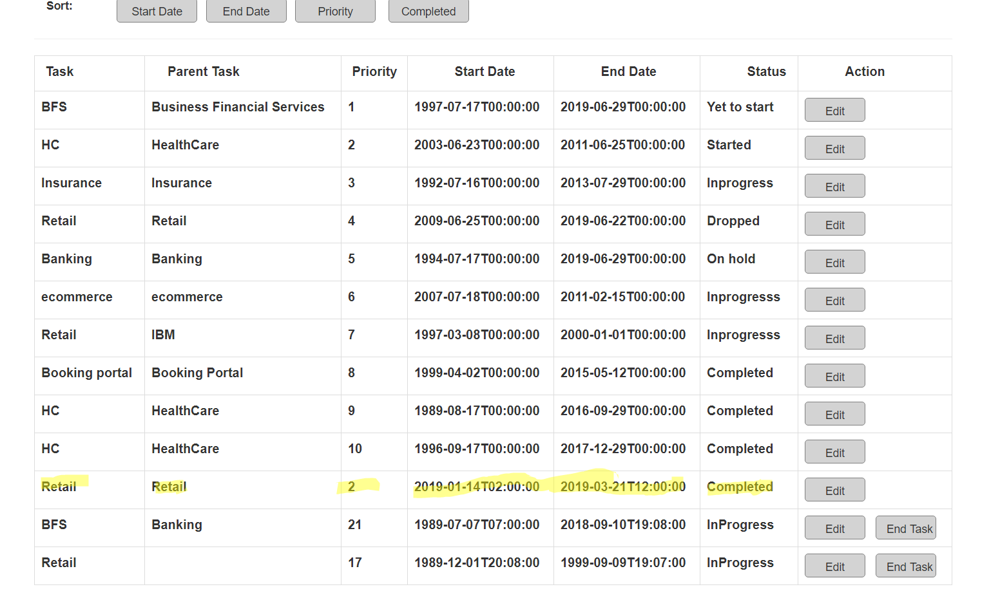 Sort: Start Date End Date Priority Completed
Task Parent Task Priority Start Date End Date Status Action
BFS Business Financial Services 1 1997-07-17T00:00:00 2019-06-29T00:00:00 Yet to start Edit
HC HealthCare 2 2003-06-23T00:00:00 2011-06-25T00:00:00 Started Edit
Insurance Insurance 3 1992-07-16T00:00:00 2013-07-29T00:00:00 Inprogress Edit
Retail Retail 4 2009-06-25T00:00:00 2019-06-22T00:00:00 Dropped Edit
Banking Banking 5 1994-07-17T00:00:00 2019-06-29T00:00:00 On hold Edit
ecommerce ecommerce 6 2007-07-18T00:00:00 2011-02-15T00:00:00 Inprogresss Edit
Retail IBM 7 1997-03-08T00:00:00 2000-01-01T00:00:00 Inprogresss Edit
Booking portal Booking Portal 8 1999-04-02T00:00:00 2015-05-12T00:00:00 Completed Edit
HC HealthCare 9 1989-08-17T00:00:00 2016-09-29T00:00:00 Completed Edit
HC HealthCare 10 1996-09-17T00:00:00 2017-12-29T00:00:00 Completed Edit
Retail Retail 2 2019-01-14T02:00:00 2019-03-21T12:00:00 Completed Edit
BFS Banking 21 1989-07-07T07:00:00 2018-09-10T19:08:00 InProgress Edit End Task
Retail 17 1989-12-01T20:08:00 1999-09-09T19:07:00 InProgress Edit End Task